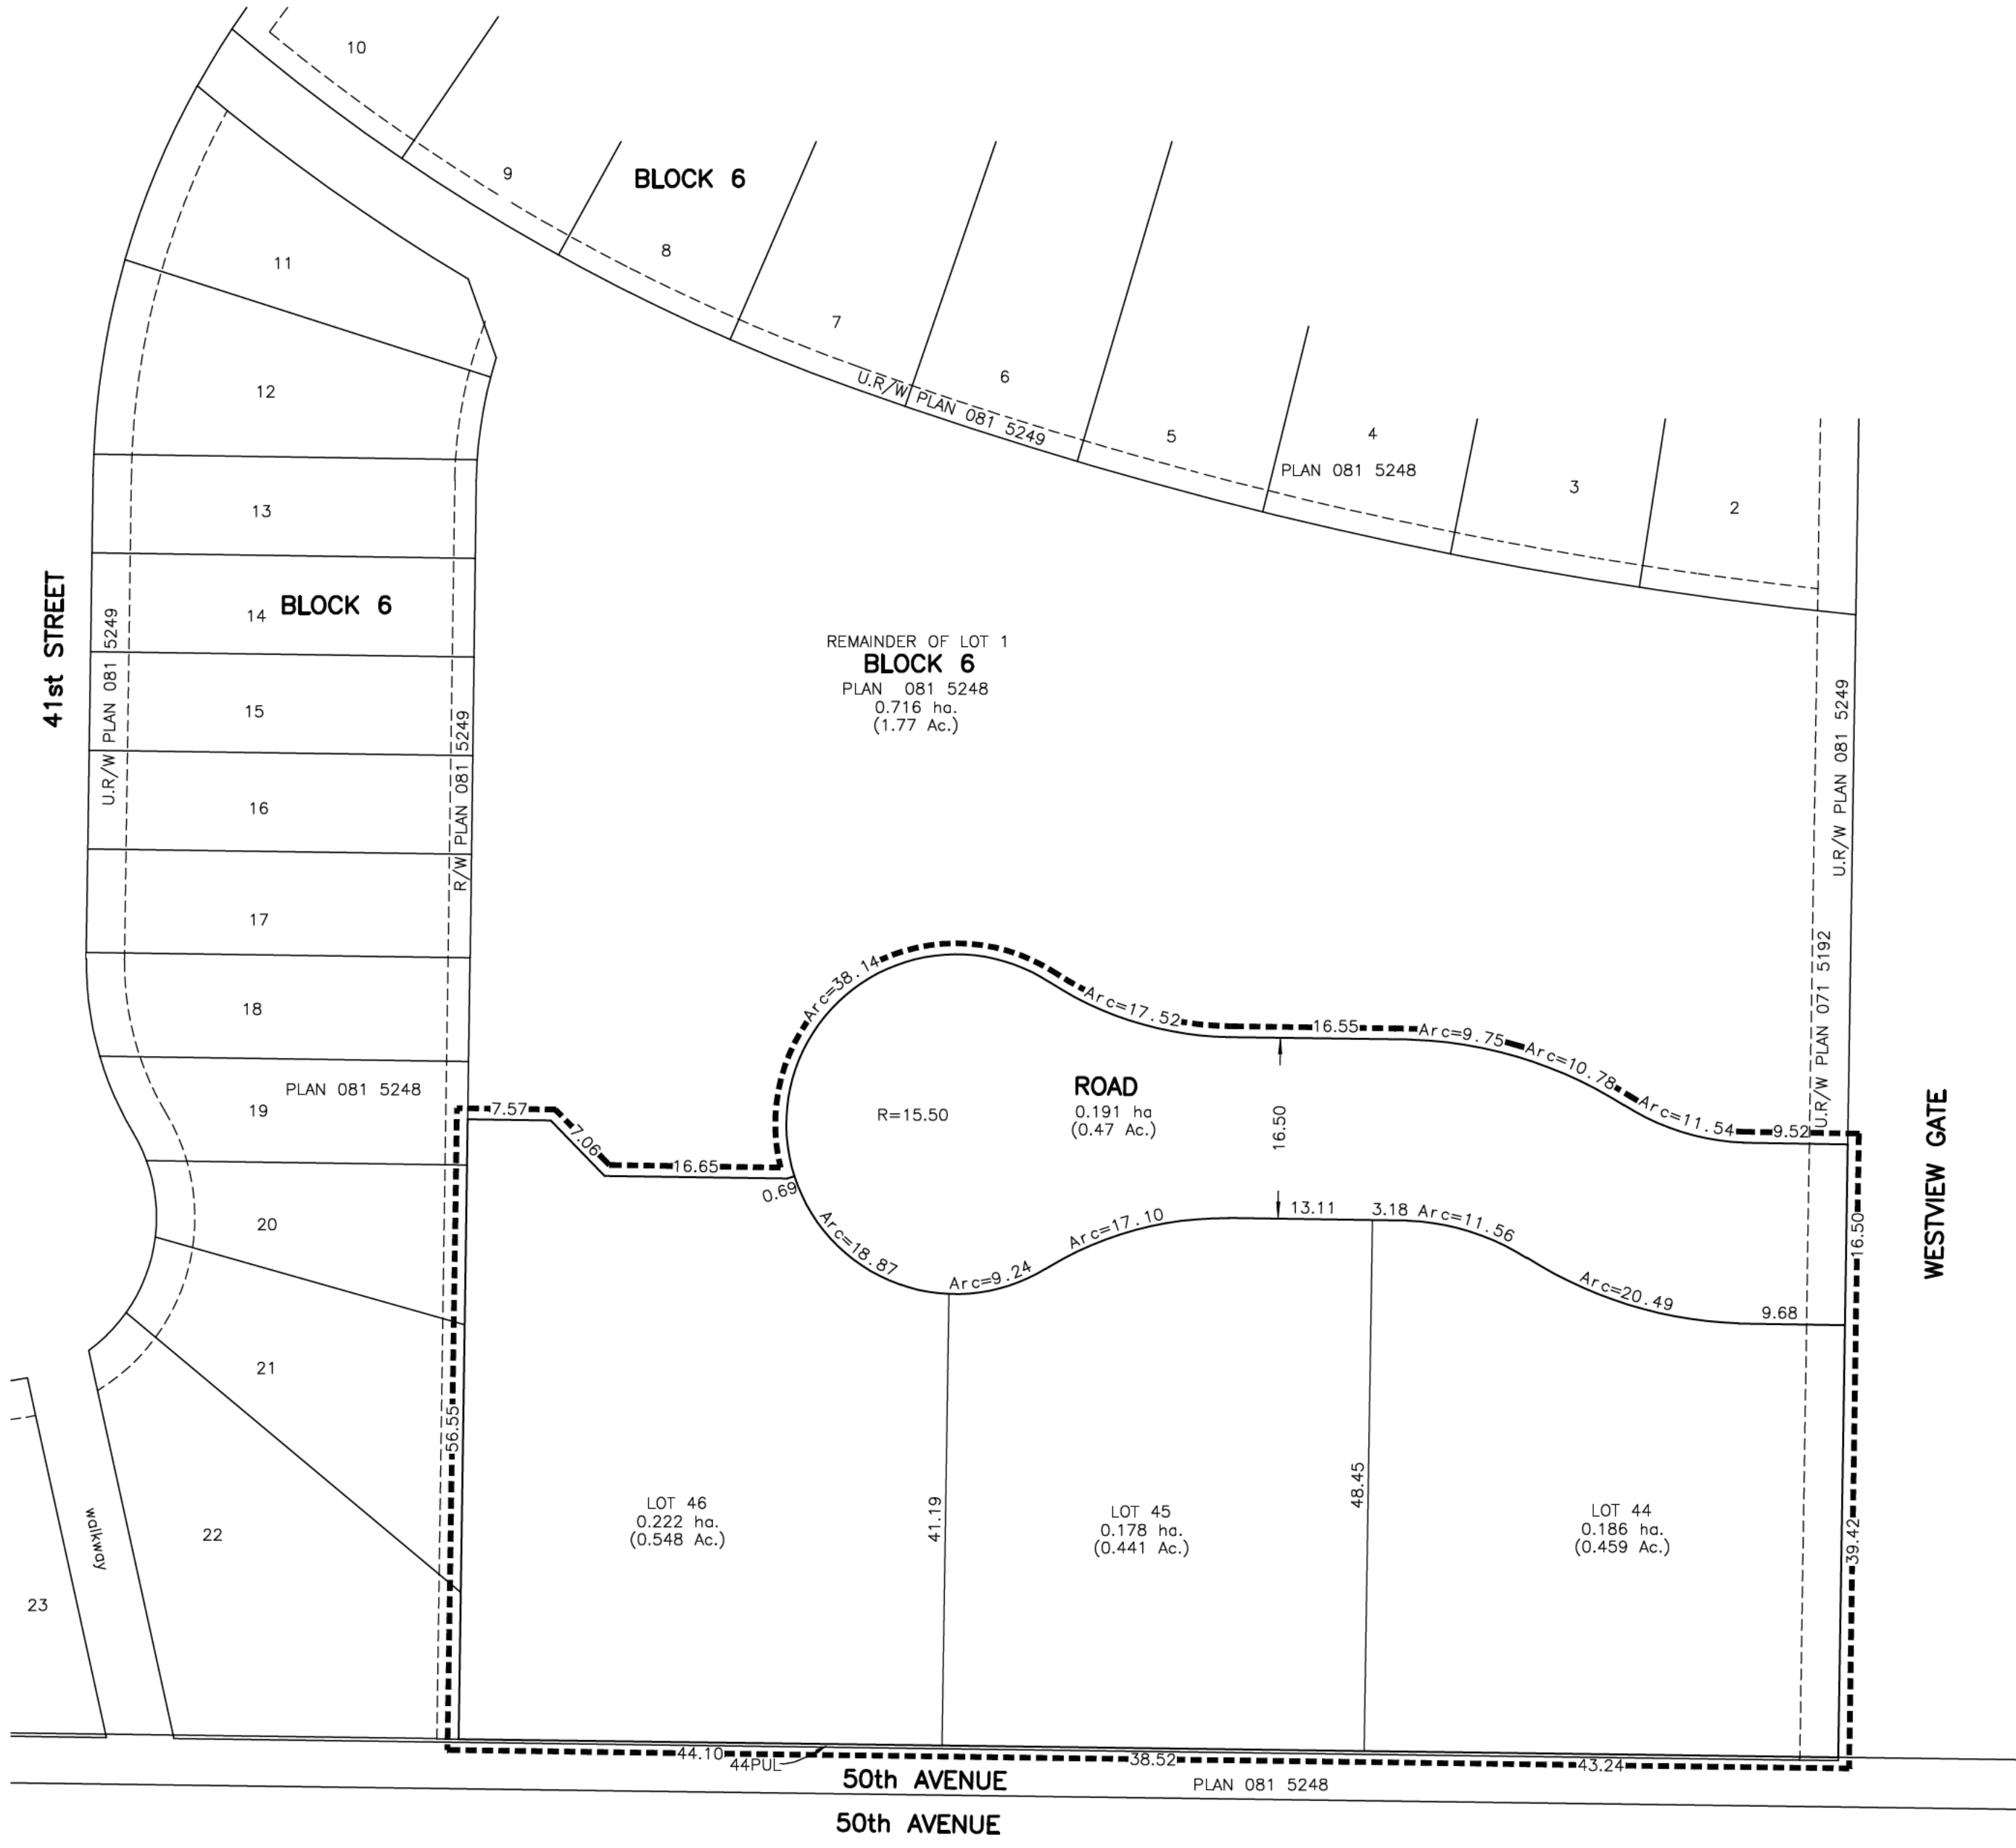 10
9
BLOCK 6
8
11
7
6
12
U.R/W PLAN 081 5249
5
4
PLAN 081 5248
3
2
13
41st STREET
BLOCK 6
14
U.R/W PLAN 081 5249
15
R/W PLAN 081 5249
16
17
18
PLAN 081 5248
19
20
21
22
23
walkway
REMAINDER OF LOT 1
BLOCK 6
PLAN 081 5248
0.716 ha.
(1.77 Ac.)
U.R/W PLAN 081 5249
U.R/W PLAN 071 5192
WESTVIEW GATE
Arc=38.14
Arc=17.52
16.55
Arc=9.75
Arc=10.78
Arc=11.54
9.52
7.57
7.06
16.65
0.69
R=15.50
ROAD
0.191 ha
(0.47 Ac.)
16.50
16.50
Arc=18.87
Arc=9.24
Arc=17.10
13.11
3.18
Arc=11.56
Arc=20.49
9.68
56.55
41.19
48.45
39.42
LOT 46
0.222 ha.
(0.548 Ac.)
LOT 45
0.178 ha.
(0.441 Ac.)
LOT 44
0.186 ha.
(0.459 Ac.)
44.10
44PUL
38.52
43.24
50th AVENUE
PLAN 081 5248
50th AVENUE